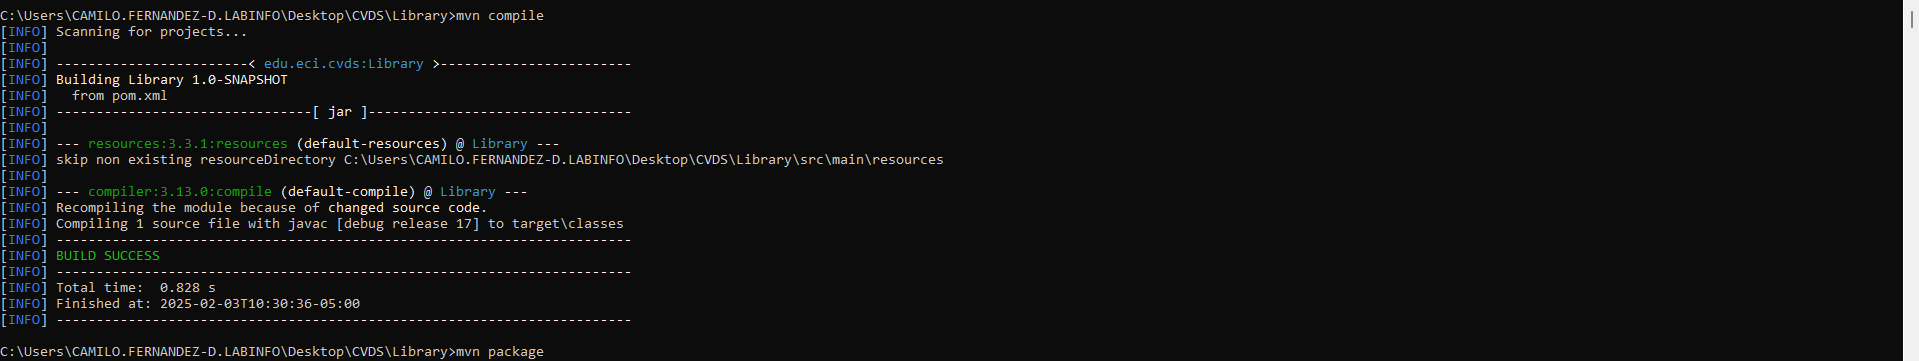 C:\Users\CAMILO.FERNANDEZ-D.LABINFO\Desktop\CVDS\Library>mvn compile
[INFO] Scanning for projects...
[INFO]
[INFO] ------------------------< edu.eci.cvds:Library >------------------------
[INFO] Building Library 1.0-SNAPSHOT
[INFO]   from pom.xml
[INFO] --------------------------------[ jar ]---------------------------------
[INFO]
[INFO] --- resources:3.3.1:resources (default-resources) @ Library ---
[INFO] skip non existing resourceDirectory C:\Users\CAMILO.FERNANDEZ-D.LABINFO\Desktop\CVDS\Library\src\main\resources
[INFO]
[INFO] --- compiler:3.13.0:compile (default-compile) @ Library ---
[INFO] Recompiling the module because of changed source code.
[INFO] Compiling 1 source file with javac [debug release 17] to target\classes
[INFO] ------------------------------------------------------------------------
[INFO] BUILD SUCCESS
[INFO] ------------------------------------------------------------------------
[INFO] Total time:  0.828 s
[INFO] Finished at: 2025-02-03T10:30:36-05:00
[INFO] ------------------------------------------------------------------------
C:\Users\CAMILO.FERNANDEZ-D.LABINFO\Desktop\CVDS\Library>mvn package